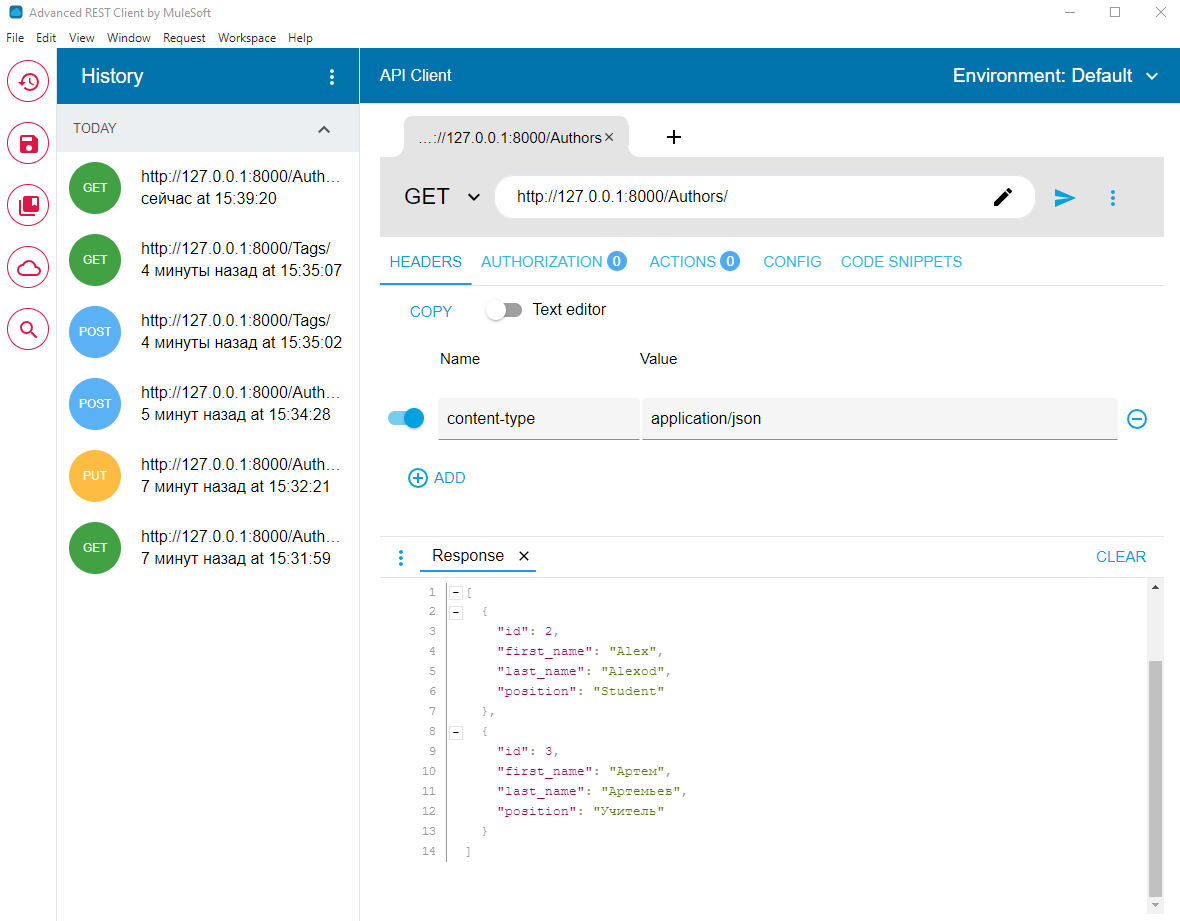 Advanced REST Client by MuleSoft
File Edit View Window Request Workspace Help
History
API Client
Environment: Default
TODAY
GET
http://127.0.0.1:8000/Auth...
сейчас at 15:39:20
GET
http://127.0.0.1:8000/Tags/
4 минуты назад at 15:35:07
POST
http://127.0.0.1:8000/Tags/
4 минуты назад at 15:35:02
POST
http://127.0.0.1:8000/Auth...
5 минут назад at 15:34:28
PUT
http://127.0.0.1:8000/Auth...
7 минут назад at 15:32:21
GET
http://127.0.0.1:8000/Auth...
7 минут назад at 15:31:59
...://127.0.0.1:8000/Authors
GET
http://127.0.0.1:8000/Authors/
HEADERS AUTHORIZATION 0 ACTIONS 0 CONFIG CODE SNIPPETS
COPY Text editor
Name Value
content-type application/json
ADD
Response
CLEAR
1 [
2 {
3 "id": 2,
4 "first_name": "Alex",
5 "last_name": "Alexod",
6 "position": "Student"
7 },
8 {
9 "id": 3,
10 "first_name": "Артем",
11 "last_name": "Артемьев",
12 "position": "Учитель"
13 }
14 ]